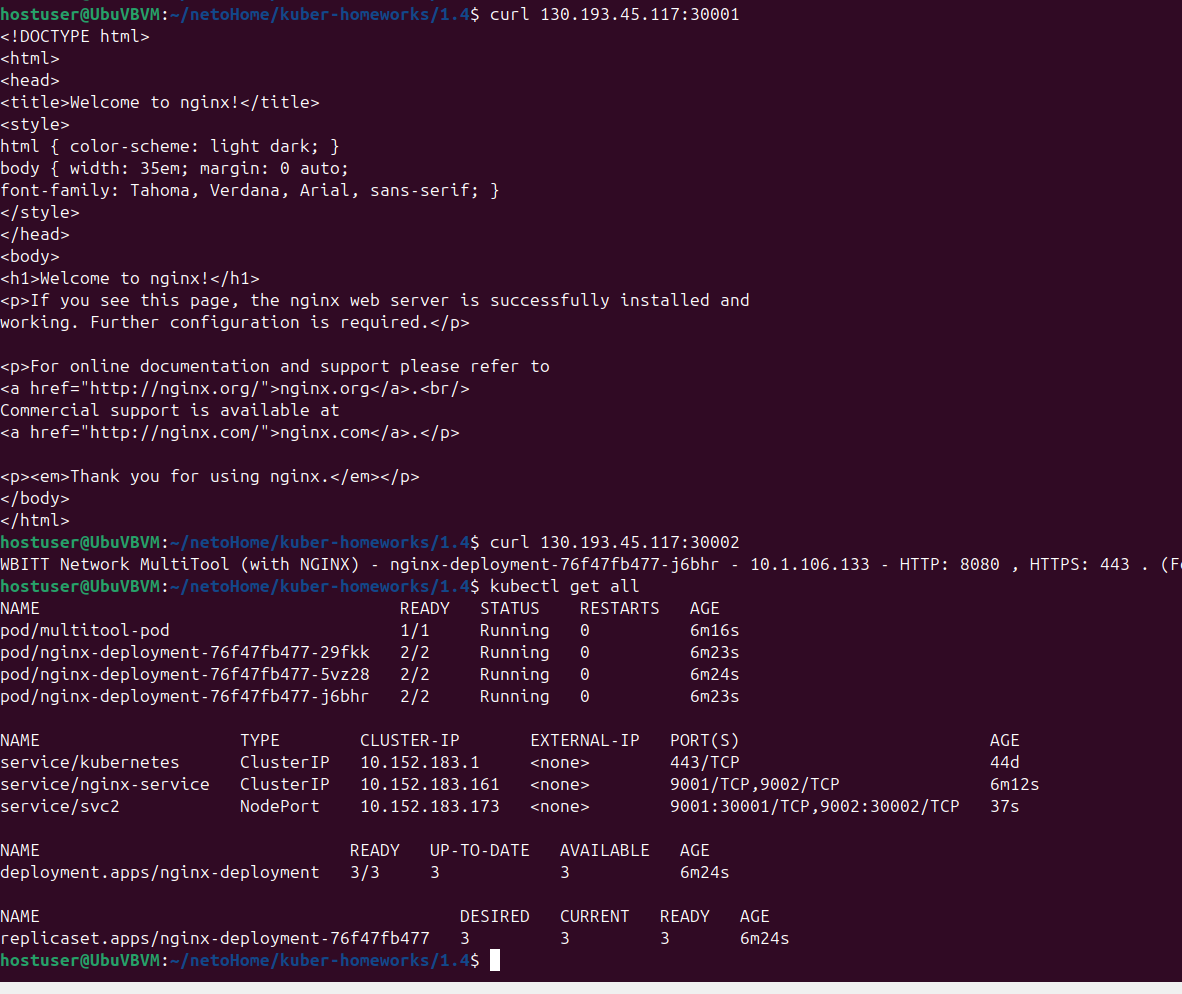 hostuser@UbuVBVM:~/netoHome/kuber-homeworks/1.4$ curl 130.193.45.117:30001
<!DOCTYPE html>
<html>
<head>
<title>Welcome to nginx!</title>
<style>
html { color-scheme: light dark; }
body { width: 35em; margin: 0 auto;
font-family: Tahoma, Verdana, Arial, sans-serif; }
</style>
</head>
<body>
<h1>Welcome to nginx!</h1>
<p>If you see this page, the nginx web server is successfully installed and
working. Further configuration is required.</p>

<p>For online documentation and support please refer to
<a href="http://nginx.org/">nginx.org</a>.<br/>
Commercial support is available at
<a href="http://nginx.com/">nginx.com</a>.</p>

<p><em>Thank you for using nginx.</em></p>
</body>
</html>
hostuser@UbuVBVM:~/netoHome/kuber-homeworks/1.4$ curl 130.193.45.117:30002
WBITT Network MultiTool (with NGINX) - nginx-deployment-76f47fb477-j6bhr - 10.1.106.133 - HTTP: 8080 , HTTPS: 443 . (Fo
hostuser@UbuVBVM:~/netoHome/kuber-homeworks/1.4$ kubectl get all
NAME                                    READY   STATUS    RESTARTS   AGE
pod/multitool-pod                       1/1     Running   0          6m16s
pod/nginx-deployment-76f47fb477-29fkk   2/2     Running   0          6m23s
pod/nginx-deployment-76f47fb477-5vz28   2/2     Running   0          6m24s
pod/nginx-deployment-76f47fb477-j6bhr   2/2     Running   0          6m23s

NAME                    TYPE        CLUSTER-IP       EXTERNAL-IP   PORT(S)                         AGE
service/kubernetes      ClusterIP   10.152.183.1     <none>        443/TCP                         44d
service/nginx-service   ClusterIP   10.152.183.161   <none>        9001/TCP,9002/TCP               6m12s
service/svc2            NodePort    10.152.183.173   <none>        9001:30001/TCP,9002:30002/TCP   37s

NAME                               READY   UP-TO-DATE   AVAILABLE   AGE
deployment.apps/nginx-deployment   3/3     3            3           6m24s

NAME                                          DESIRED   CURRENT   READY   AGE
replicaset.apps/nginx-deployment-76f47fb477   3         3         3       6m24s
hostuser@UbuVBVM:~/netoHome/kuber-homeworks/1.4$